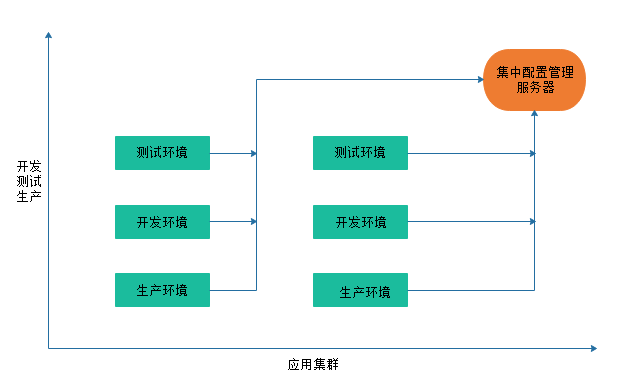 集中配置管理
服务器
开发
测试
生产
测试环境
测试环境
开发环境
开发环境
生产环境
生产环境
应用集群